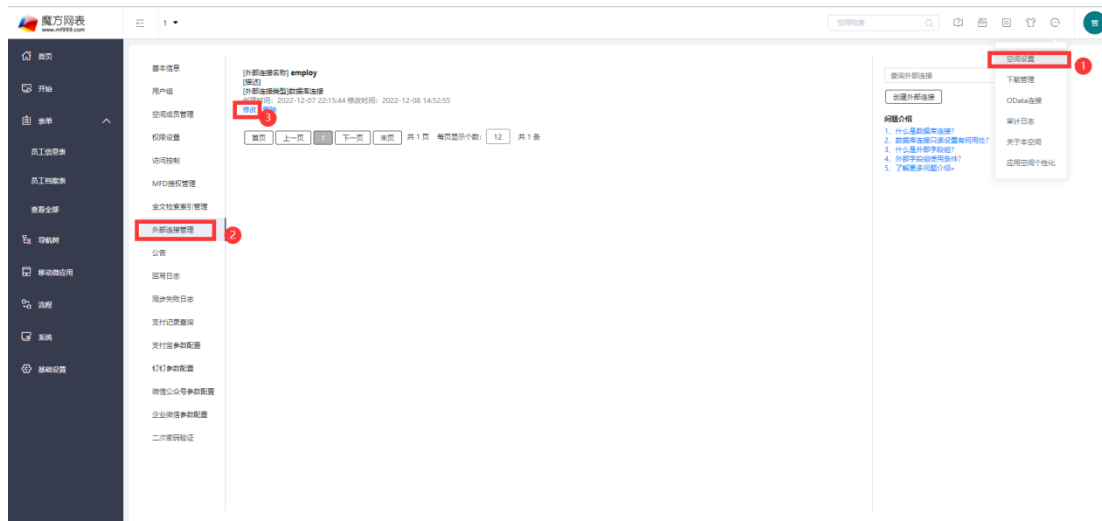 魔方网表
www.mf999.com
1
空间检索
管
首页
开始
表单
员工信息表
员工档案表
查看全部
导航树
移动微应用
流程
系统
基础设置
基本信息
用户组
空间成员管理
权限设置
访问控制
MFD授权管理
全文检索索引管理
外部连接管理
2
公告
回写日志
同步失败日志
支付记录查询
支付宝参数配置
钉钉参数配置
微信公众号参数配置
企业微信参数配置
二次密码验证
[外部连接名称] employ
[描述]
[外部连接类型]数据库连接
创建时间：2022-12-07 22:15:44 修改时间：2022-12-08 14:52:55
修改 删除
3
首页 上一页 1 下一页 末页 共 1 页 每页显示个数： 12 共 1 条
查询外部连接
创建外部连接
问题介绍
1、什么是数据库连接?
2、数据库连接只读设置有何用处?
3、什么是外部字段组?
4、外部字段组使用条件?
5、了解更多问题介绍»
空间设置
1
下载管理
OData连接
审计日志
关于本空间
应用空间个性化